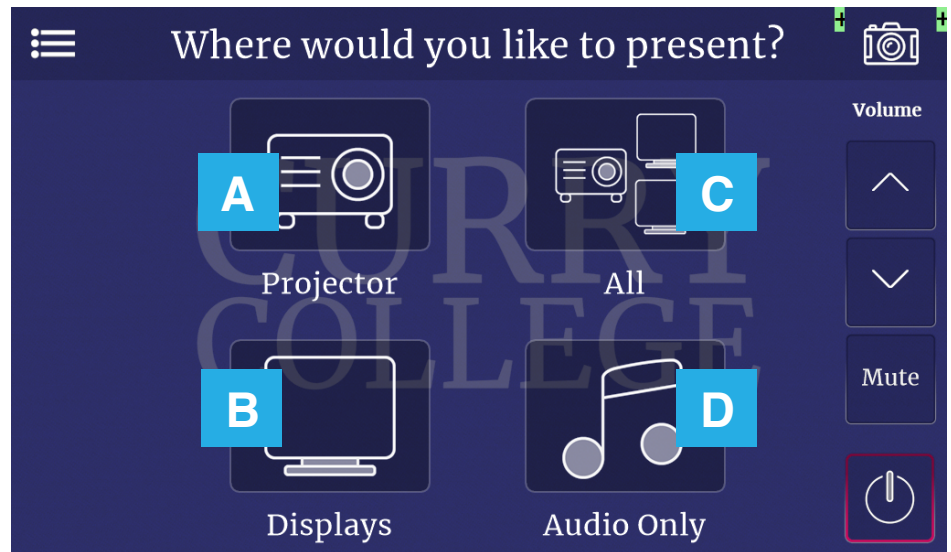 Where would you like to present?
+ +
Volume
A
C
CURRY
COLLEGE
Projector
All
B
D
Mute
Displays
Audio Only